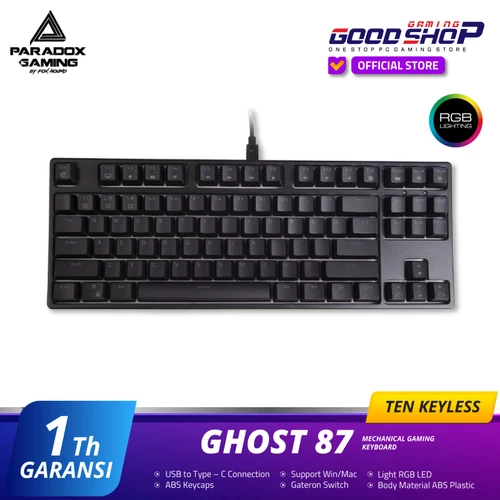 PARADOX
GAMING
BY FOX HOUND
GAMING
GOOD SHOP
ONE STOP PC GAMING STORE
OFFICIAL STORE
RGB
LIGHTING
TEN KEYLESS
1Th
GARANSI
GHOST 87
MECHANICAL GAMING
KEYBOARD
• USB to Type – C Connection
• Support Win/Mac
• Light RGB LED
• ABS Keycaps
• Gateron Switch
• Body Material ABS Plastic